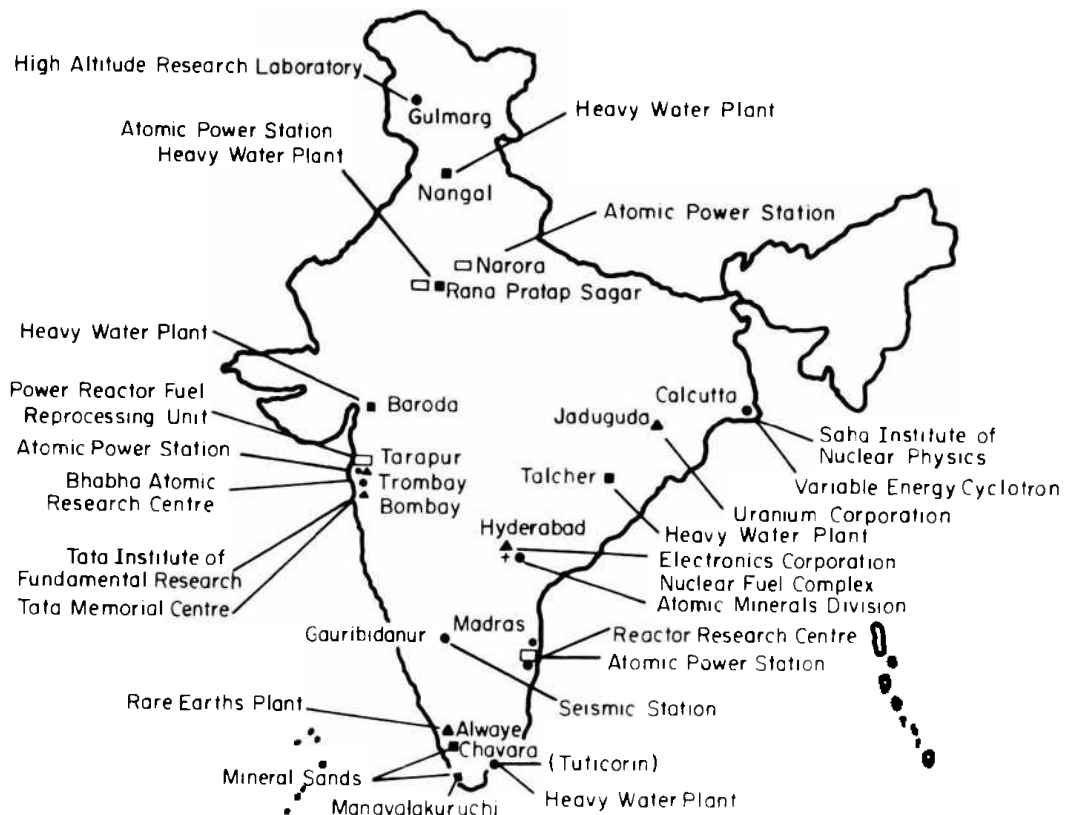 High Altitude Research Laboratory
Gulmarg
Atomic Power Station
Heavy Water Plant
Heavy Water Plant
Nangal
Atomic Power Station
Narora
Rana Pratap Sagar
Heavy Water Plant
Baroda
Power Reactor Fuel
Reprocessing Unit
Atomic Power Station
Tarapur
Bhabha Atomic
Research Centre
Trombay
Bombay
Tata Institute of
Fundamental Research
Tata Memorial Centre
Calcutta
Jaduguda
Saha Institute of
Nuclear Physics
Variable Energy Cyclotron
Talcher
Uranium Corporation
Heavy Water Plant
Hyderabad
+
Electronics Corporation
Nuclear Fuel Complex
Atomic Minerals Division
Gauribidanur
Madras
Reactor Research Centre
Atomic Power Station
Seismic Station
Rare Earths Plant
Alwaye
Chavara
(Tuticorin)
Mineral Sands
Manavalakuruchi
Heavy Water Plant